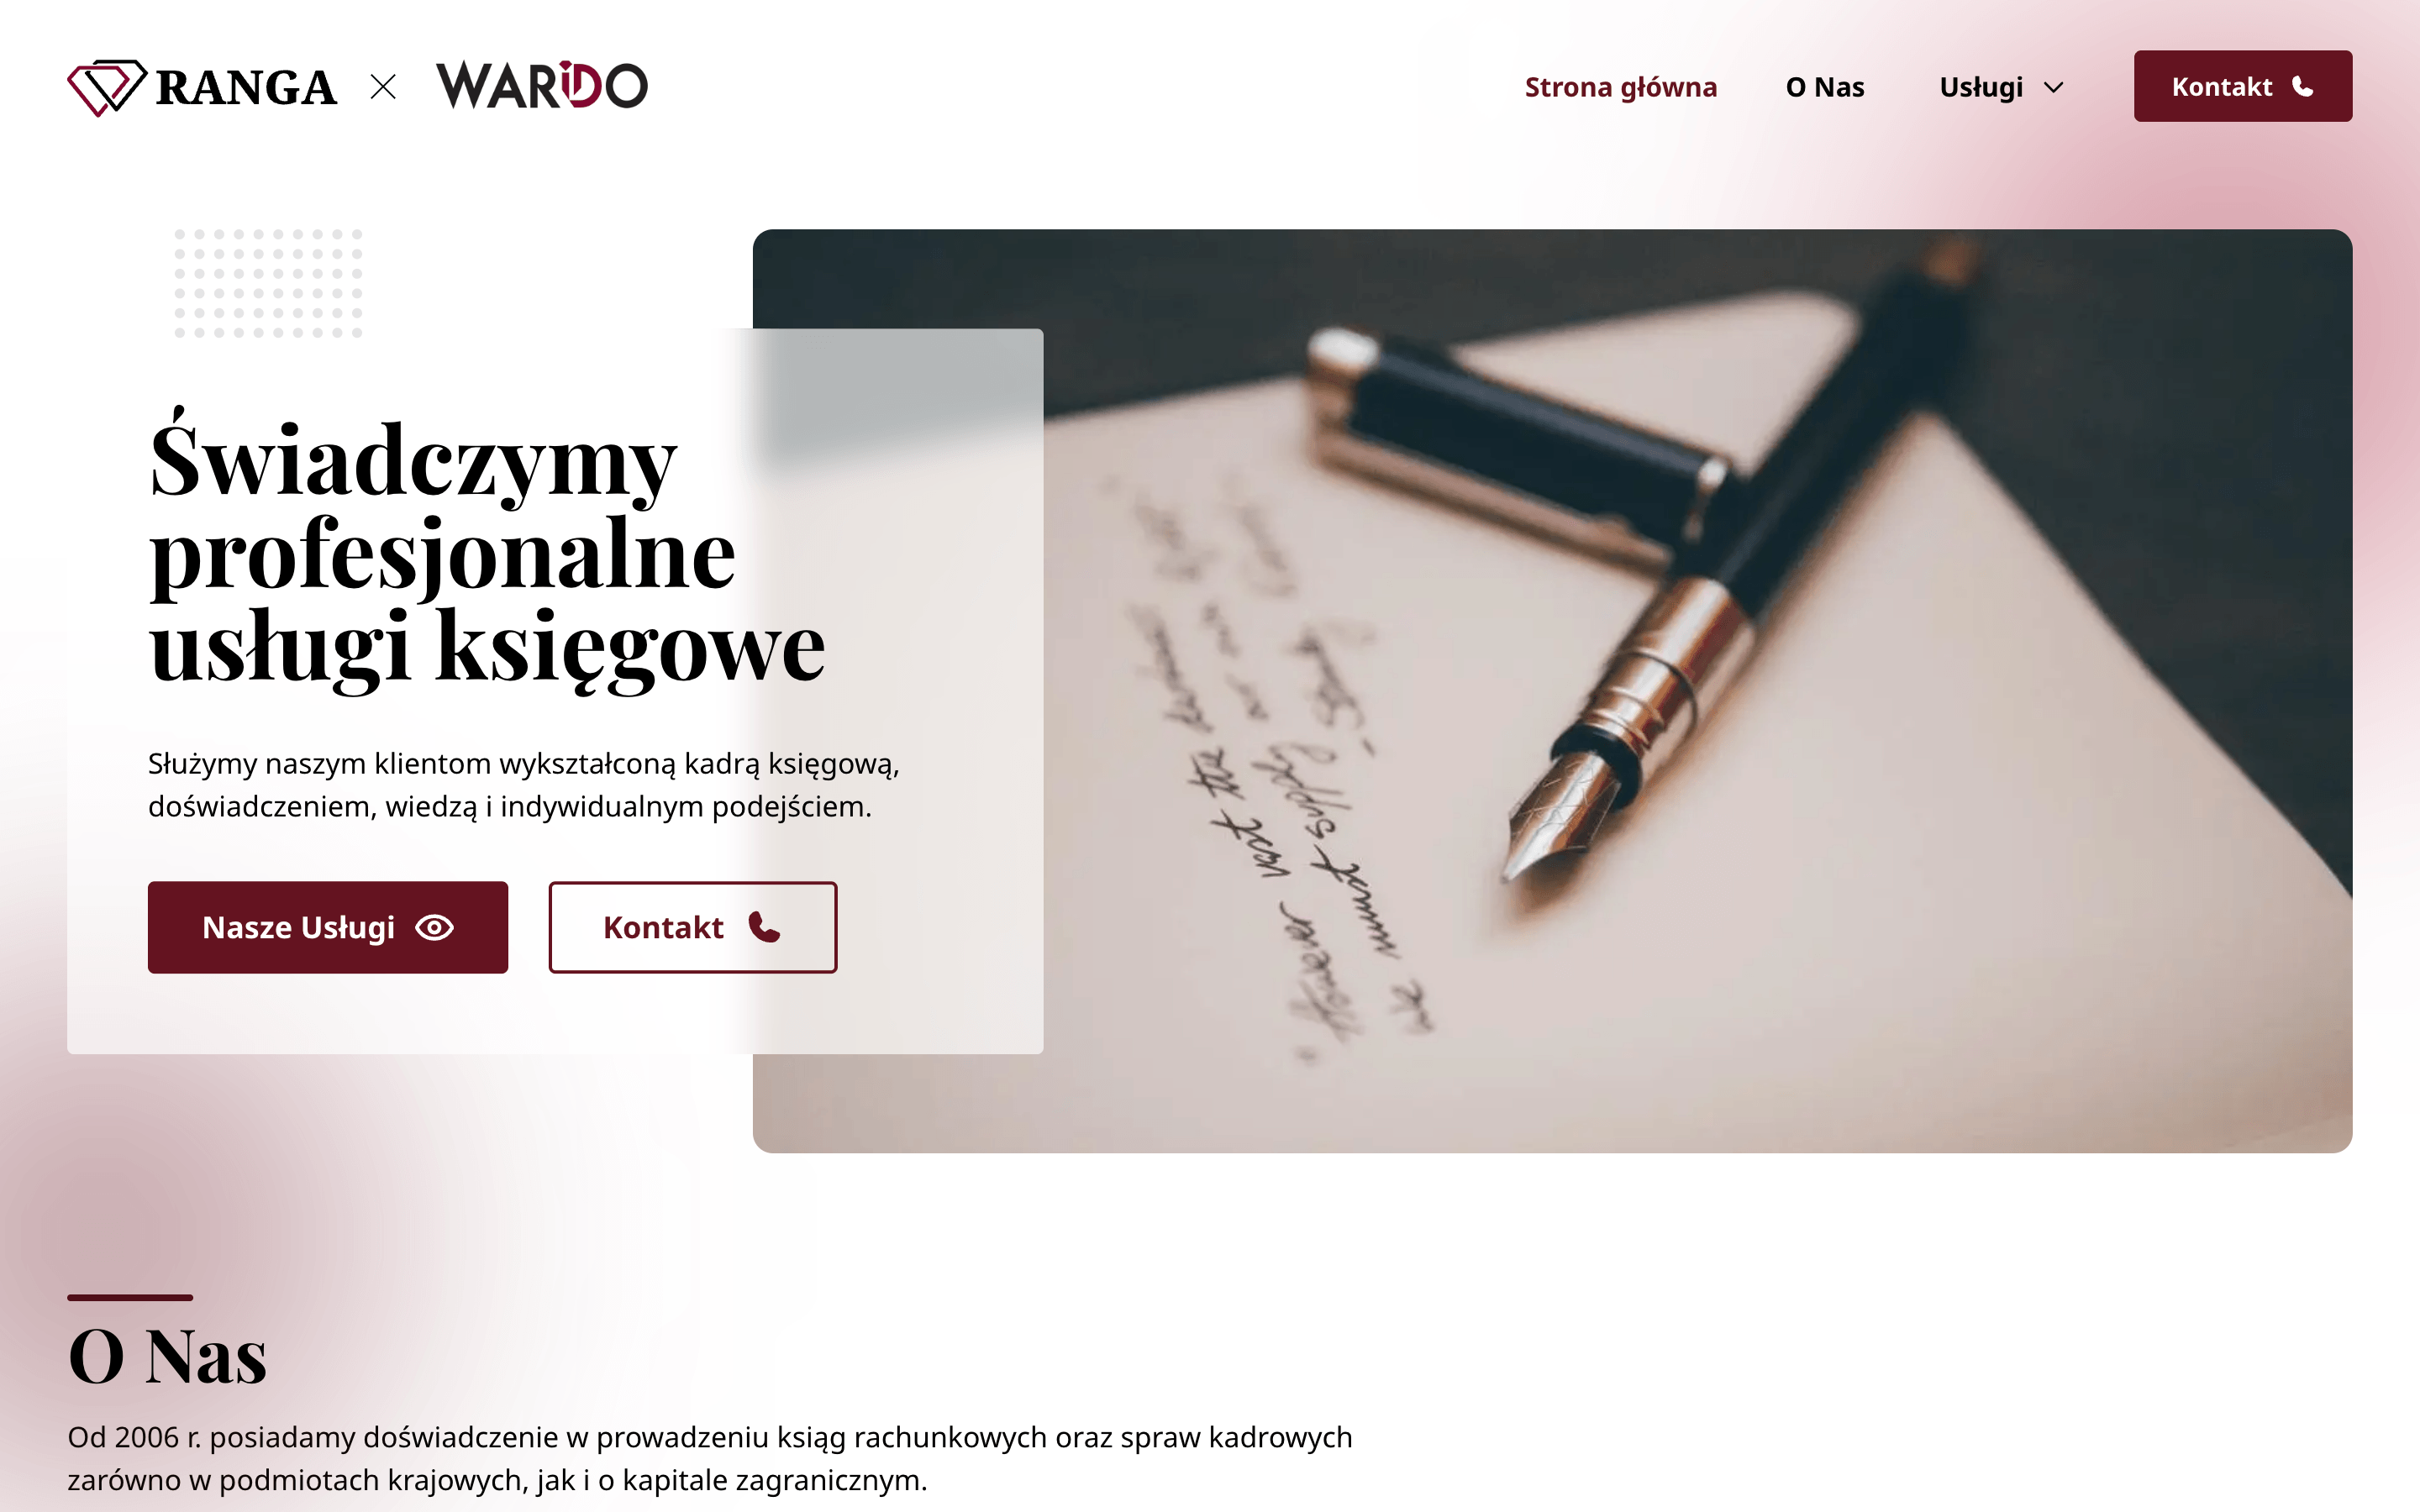 RANGA
WARiDO
Strona główna
O Nas
Usługi
Kontakt
Świadczymy
profesjonalne
usługi księgowe
Służymy naszym klientom wykształconą kadrą księgową,
doświadczeniem, wiedzą i indywidualnym podejściem.
Nasze Usługi
Kontakt
O Nas
Od 2006 r. posiadamy doświadczenie w prowadzeniu ksiąg rachunkowych oraz spraw kadrowych
zarówno w podmiotach krajowych, jak i o kapitale zagranicznym.